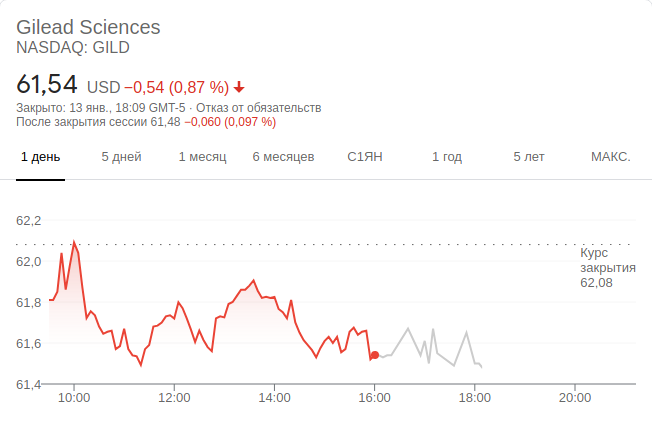 Gilead Sciences
NASDAQ: GILD
61,54 USD −0,54 (0,87 %)
Закрыто: 13 янв., 18:09 GMT-5 · Отказ от обязательств
После закрытия сессии 61,48 −0,060 (0,097 %)
1 день 5 дней 1 месяц 6 месяцев С1ЯН 1 год 5 лет МАКС.
62,2
62,0
61,8
61,6
61,4
Курс
закрытия
62,08
10:00 12:00 14:00 16:00 18:00 20:00